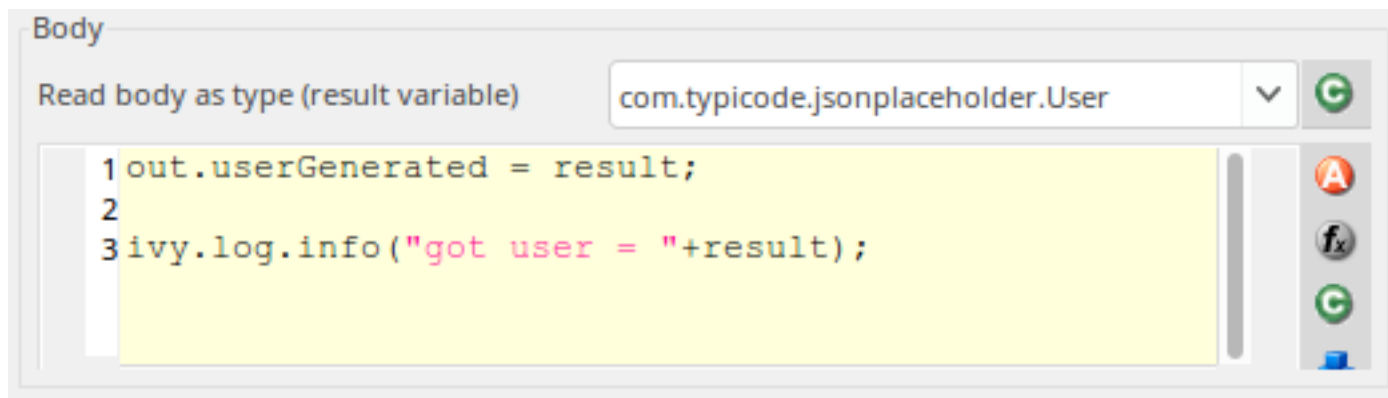 Body
Read body as type (result variable) com.typicode.jsonplaceholder.User C
1 out.userGenerated = result; A
2
3 ivy.log.info("got user = "+result); fx
C